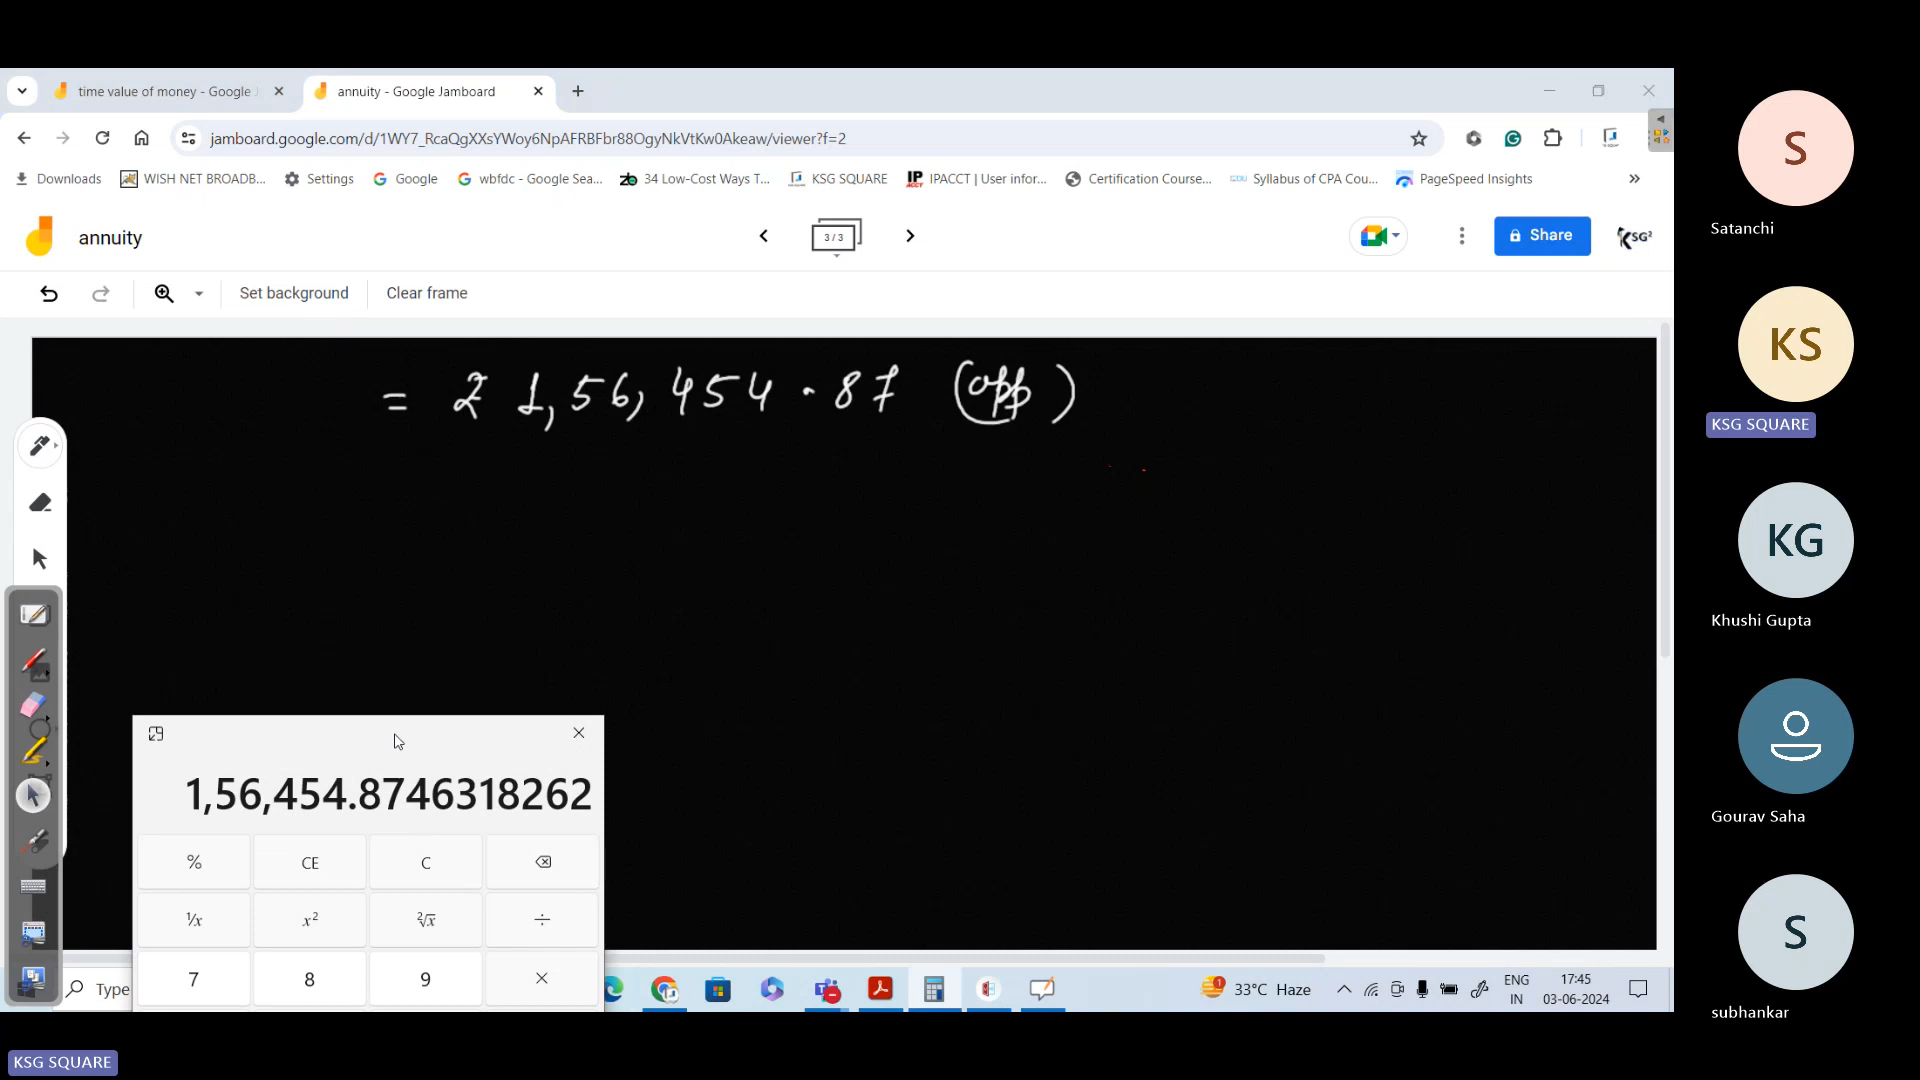 time value of money - Google J
annuity - Google Jamboard
jamboard.google.com/d/1WY7_RcaQgXXsYWoy6NpAFRBFbr88OgyNkVtKw0Akeaw/viewer?f=2
Downloads WISH NET BROADB... Settings Google wbfdc - Google Sea... 34 Low-Cost Ways T... KSG SQUARE IPACCT | User infor... Certification Course... Syllabus of CPA Cou... PageSpeed Insights
annuity
3 / 3
Share
KSG²
Set background Clear frame
= ₹ 1,56,454.87 (app)
1,56,454.8746318262
% CE C
1/x x² ²√x ÷
7 8 9 ×
Type
33°C Haze
ENG
IN
17:45
03-06-2024
S
Satanchi
KS
KSG SQUARE
KG
Khushi Gupta
Gourav Saha
S
subhankar
KSG SQUARE